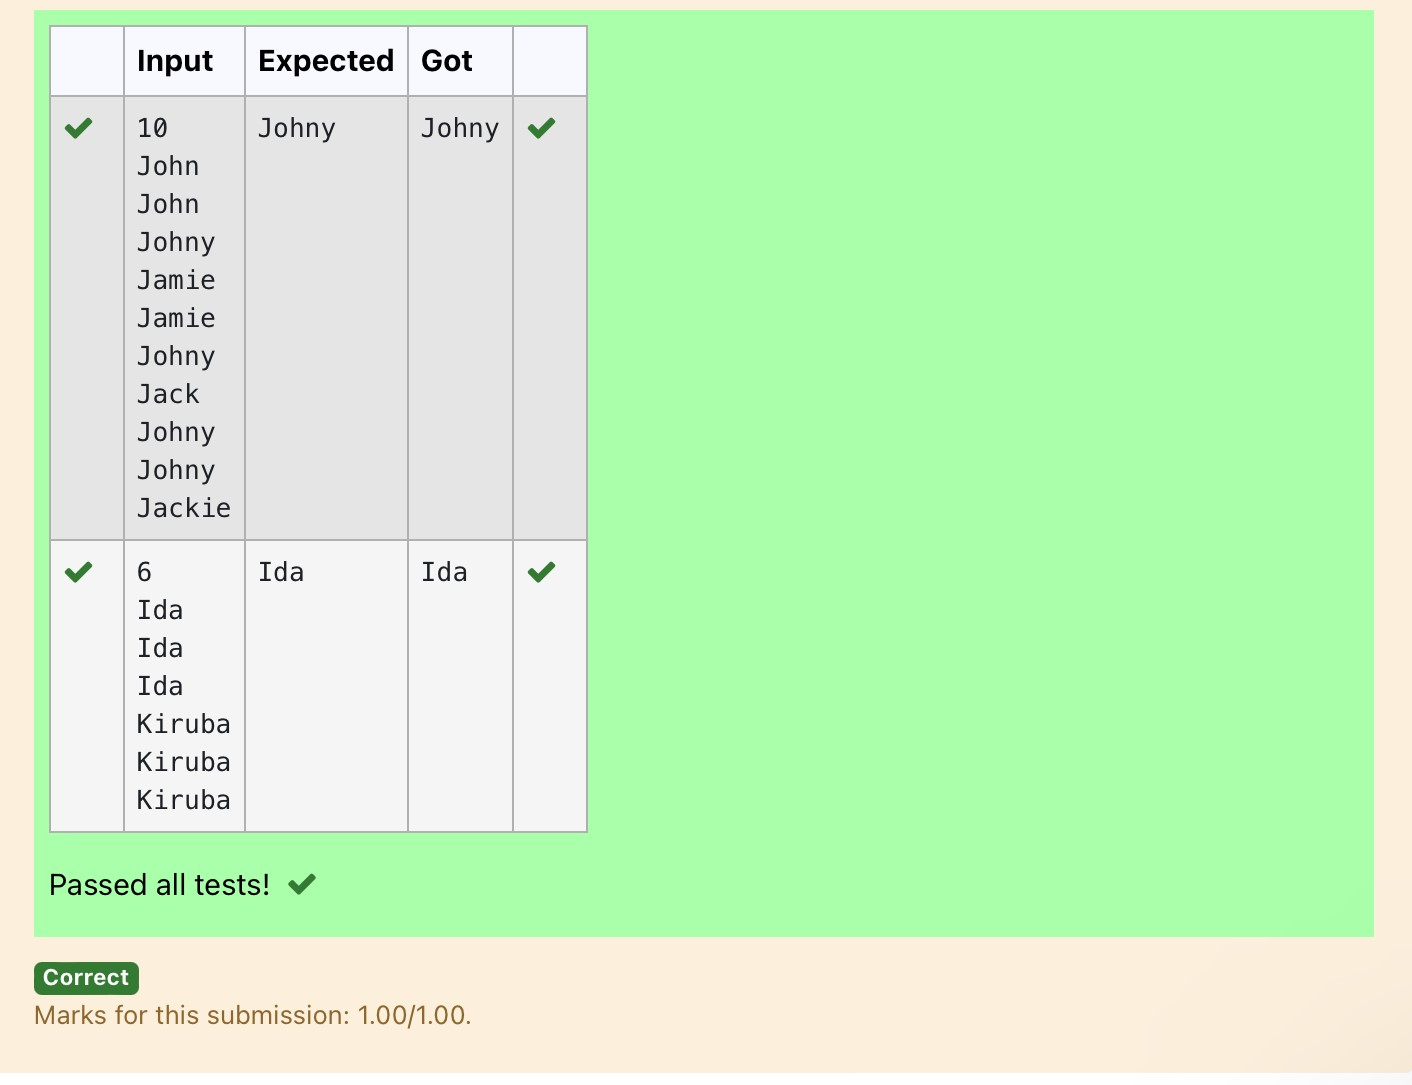 Input Expected Got
10 Johny Johny
John
John
Johny
Jamie
Jamie
Johny
Jack
Johny
Johny
Jackie
6 Ida Ida
Ida
Ida
Ida
Kiruba
Kiruba
Kiruba
Passed all tests!
Correct
Marks for this submission: 1.00/1.00.